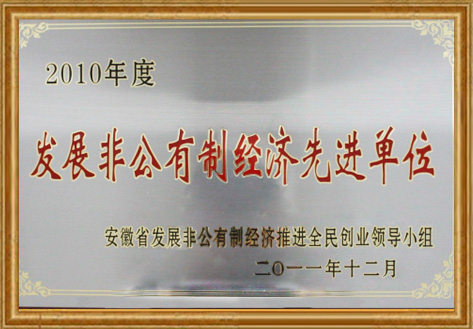 2010年度
发展非公有制经济先进单位
安徽省发展非公有制经济推进全民创业领导小组
二〇一一年十二月